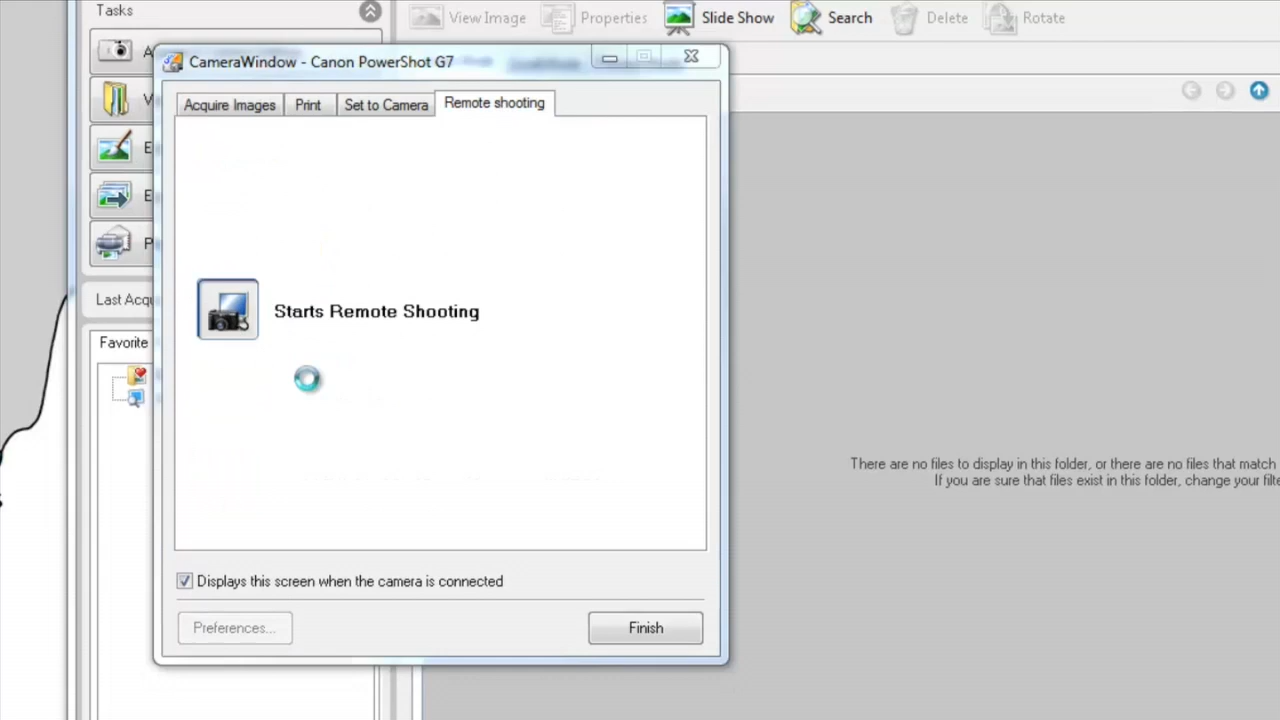 Tasks
View Image
Properties
Slide Show
Search
Delete
Rotate
CameraWindow - Canon PowerShot G7
Acquire Images
Print
Set to Camera
Remote shooting
Starts Remote Shooting
Last Acqu
Favorite
There are no files to display in this folder, or there are no files that match
If you are sure that files exist in this folder, change your filte
Displays this screen when the camera is connected
Preferences...
Finish